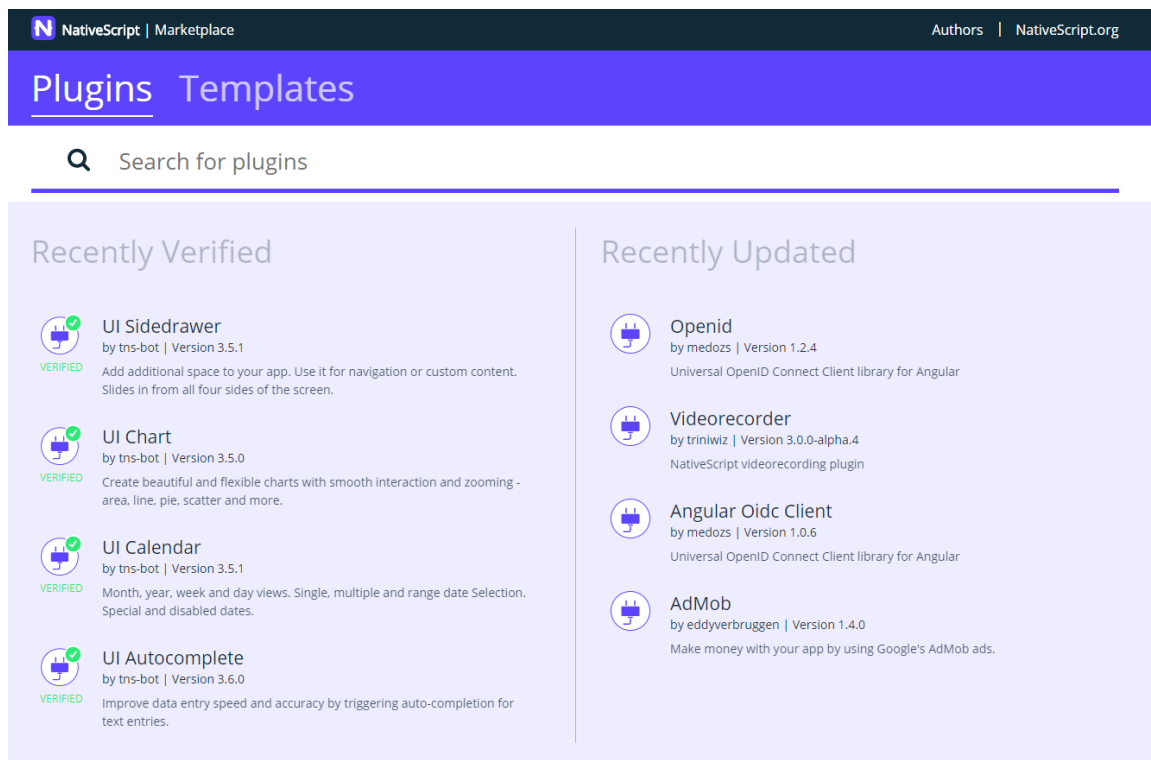 NativeScript | Marketplace
Authors | NativeScript.org
Plugins Templates
Search for plugins
Recently Verified
UI Sidedrawer
by tns-bot | Version 3.5.1
VERIFIED
Add additional space to your app. Use it for navigation or custom content.
Slides in from all four sides of the screen.
UI Chart
by tns-bot | Version 3.5.0
VERIFIED
Create beautiful and flexible charts with smooth interaction and zooming -
area, line, pie, scatter and more.
UI Calendar
by tns-bot | Version 3.5.1
VERIFIED
Month, year, week and day views. Single, multiple and range date Selection.
Special and disabled dates.
UI Autocomplete
by tns-bot | Version 3.6.0
VERIFIED
Improve data entry speed and accuracy by triggering auto-completion for
text entries.
Recently Updated
Openid
by medozs | Version 1.2.4
Universal OpenID Connect Client library for Angular
Videorecorder
by triniwiz | Version 3.0.0-alpha.4
NativeScript videorecording plugin
Angular Oidc Client
by medozs | Version 1.0.6
Universal OpenID Connect Client library for Angular
AdMob
by eddyverbruggen | Version 1.4.0
Make money with your app by using Google's AdMob ads.